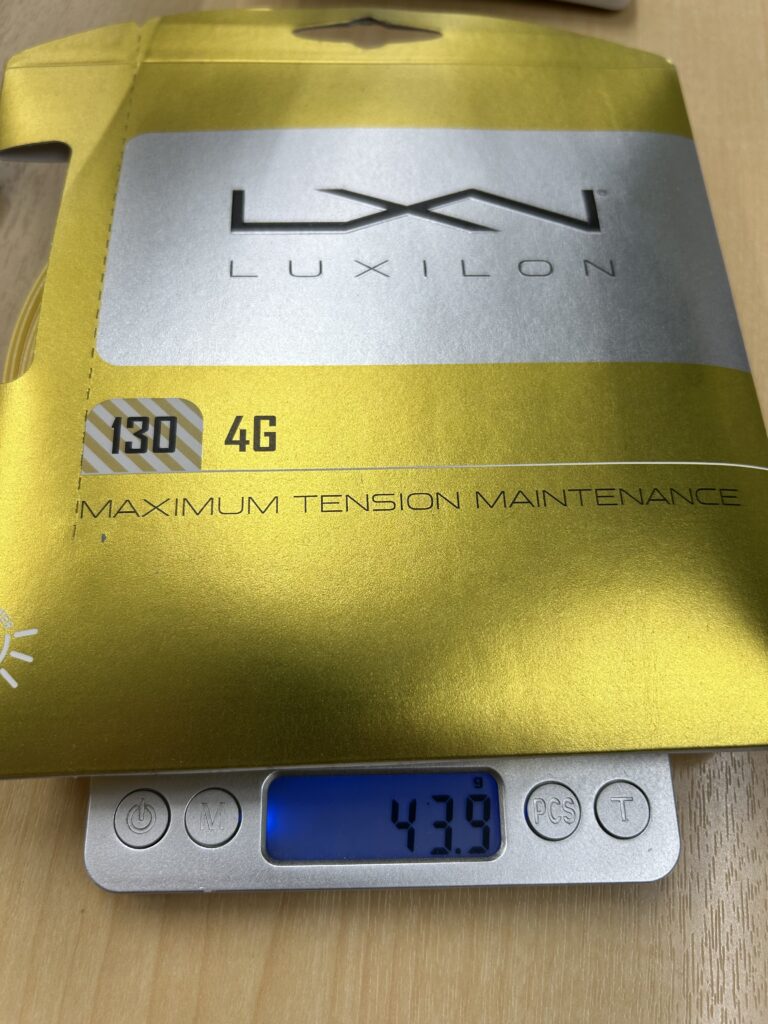 LXN®
LUXILON
130 4G
MAXIMUM TENSION MAINTENANCE
g
M 43.9 PCS T